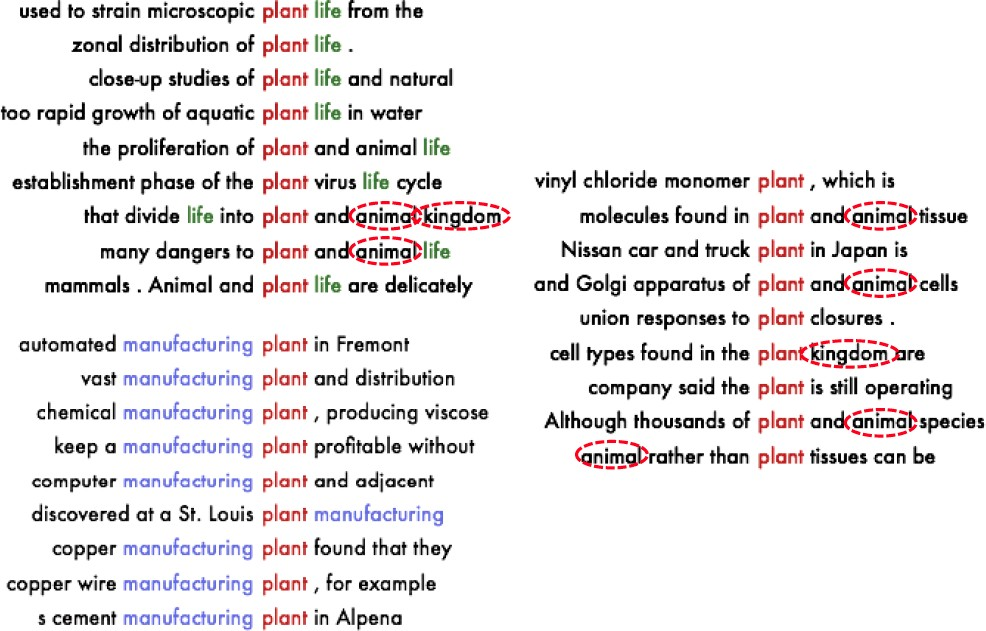 used to strain microscopic plant life from the
zonal distribution of plant life .
close-up studies of plant life and natural
too rapid growth of aquatic plant life in water
the proliferation of plant and animal life
establishment phase of the plant virus life cycle
that divide life into plant and animal kingdom
many dangers to plant and animal life
mammals . Animal and plant life are delicately
automated manufacturing plant in Fremont
vast manufacturing plant and distribution
chemical manufacturing plant , producing viscose
keep a manufacturing plant profitable without
computer manufacturing plant and adjacent
discovered at a St. Louis plant manufacturing
copper manufacturing plant found that they
copper wire manufacturing plant , for example
s cement manufacturing plant in Alpena
vinyl chloride monomer plant , which is
molecules found in plant and animal tissue
Nissan car and truck plant in Japan is
and Golgi apparatus of plant and animal cells
union responses to plant closures .
cell types found in the plant kingdom are
company said the plant is still operating
Although thousands of plant and animal species
animal rather than plant tissues can be